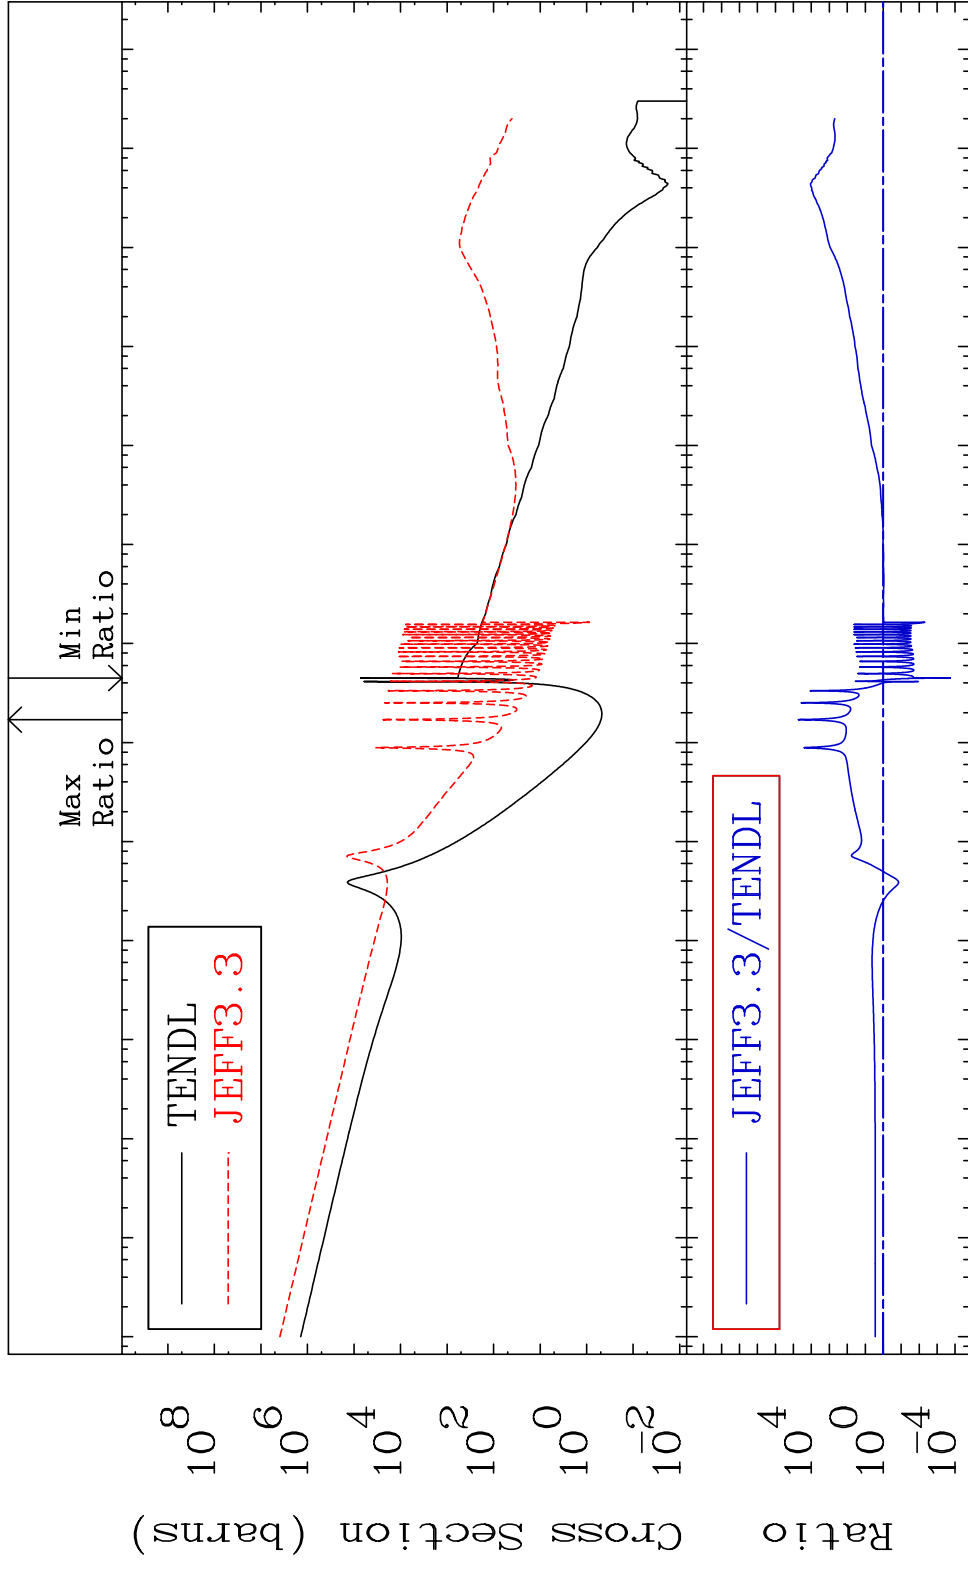 Max
Ratio
Min
Ratio
TENDL
JEFF3.3
Cross Section (barns)
10^8
10^6
10^4
10^2
10^0
10^-2
JEFF3.3/TENDL
Ratio
10^4
10^0
10^-4